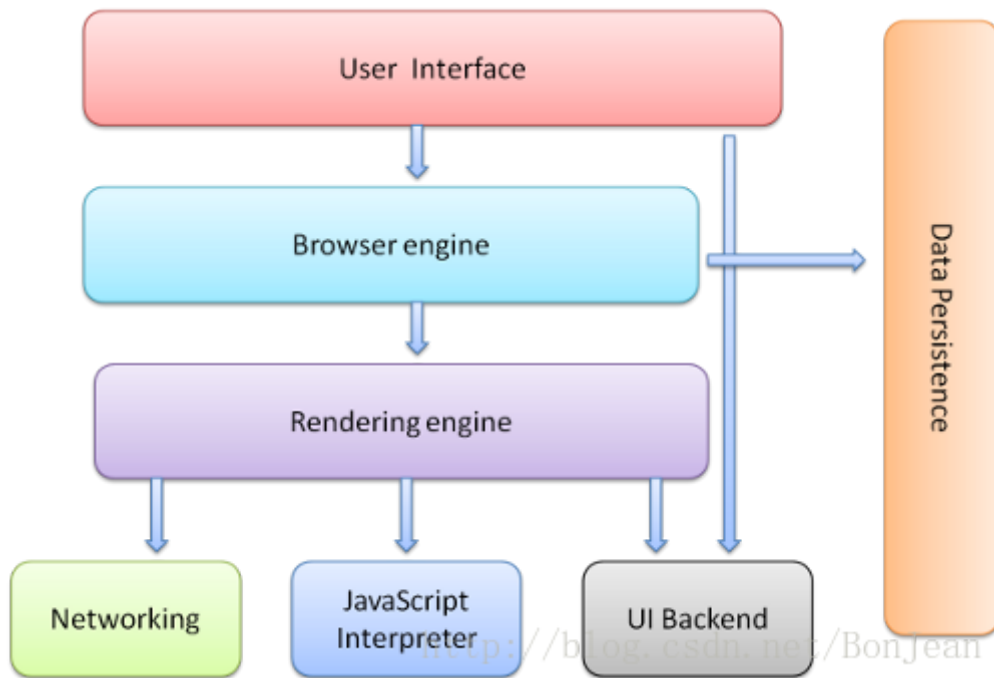 User Interface
Browser engine
Rendering engine
Networking
JavaScript
Interpreter
UI Backend
Data Persistence
http://blog.csdn.net/BonJean